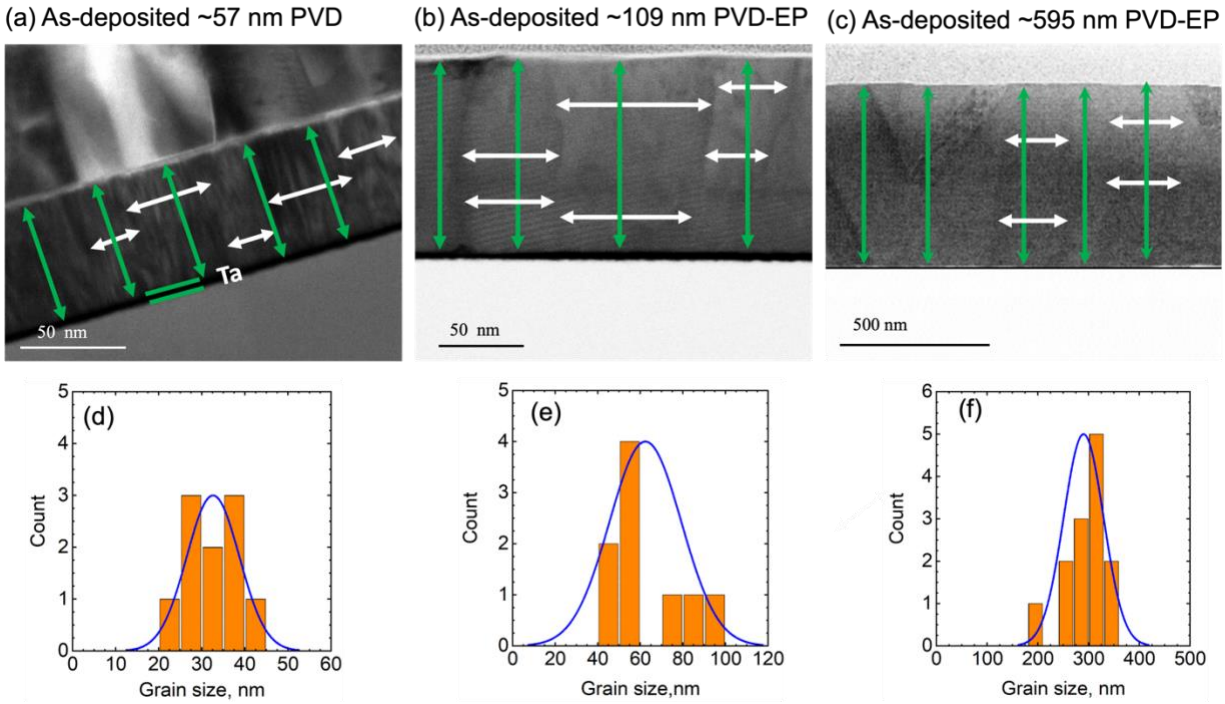 (a) As-deposited ~57 nm PVD
(b) As-deposited ~109 nm PVD-EP
(c) As-deposited ~595 nm PVD-EP
Ta
50 nm
50 nm
500 nm
(d)
5
4
3
2
1
0
Count
0 10 20 30 40 50 60
Grain size, nm
(e)
5
4
3
2
1
0
Count
0 20 40 60 80 100 120
Grain size,nm
(f)
6
5
4
3
2
1
0
Count
0 100 200 300 400 500
Grain size, nm